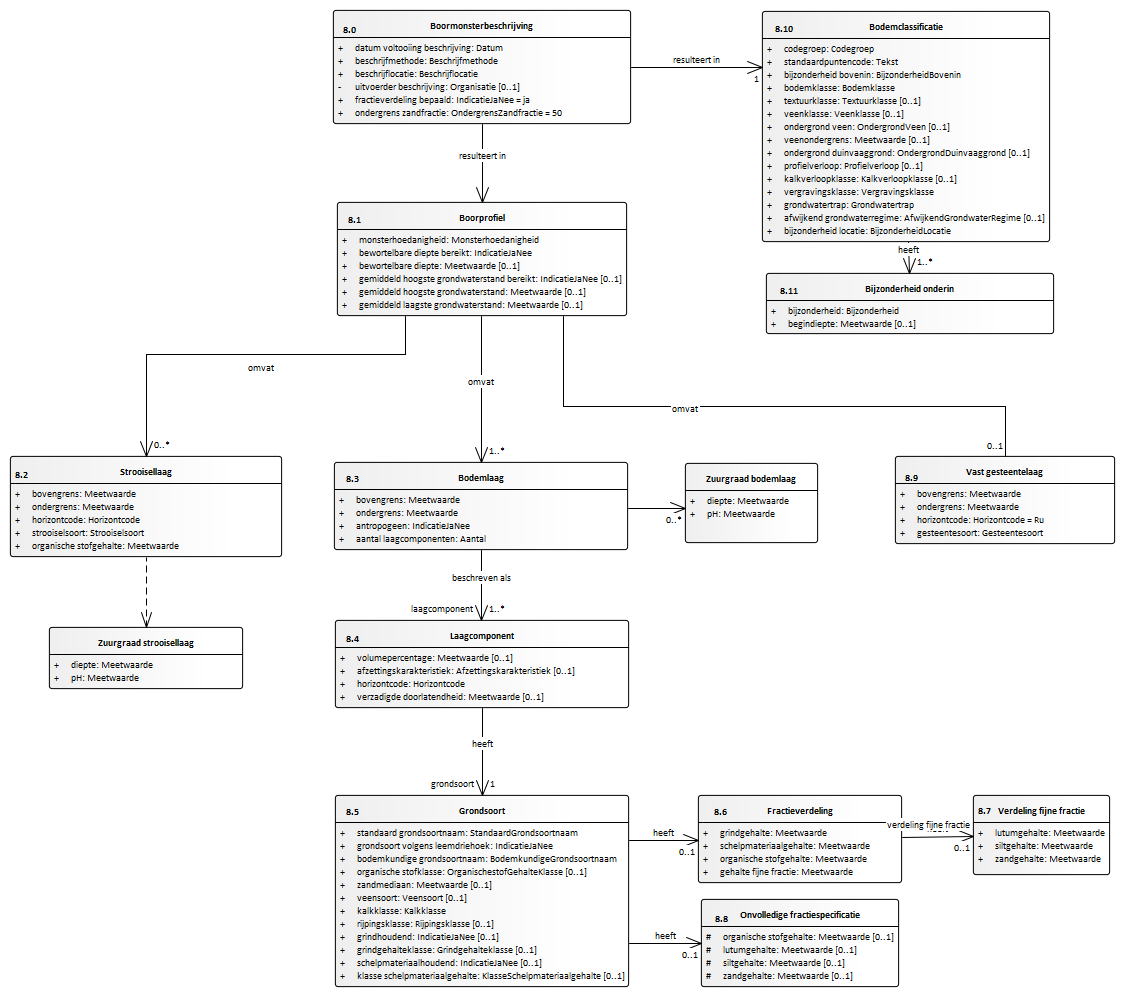 8.0 Boormonsterbeschrijving
+ datum voltooiing beschrijving: Datum
+ beschrijfmethode: Beschrijfmethode
+ beschrijflocatie: Beschrijflocatie
- uitvoerder beschrijving: Organisatie [0..1]
+ fractieverdeling bepaald: IndicatieJaNee = ja
+ ondergrens zandfractie: OndergrensZandfractie = 50
resulteert in
1
8.10 Bodemclassificatie
+ codegroep: Codegroep
+ standaardpuntencode: Tekst
+ bijzonderheid bovenin: BijzonderheidBovenin
+ bodemklasse: Bodemklasse
+ textuurklasse: Textuurklasse [0..1]
+ veenklasse: Veenklasse [0..1]
+ ondergrond veen: OndergrondVeen [0..1]
+ veenondergrens: Meetwaarde [0..1]
+ ondergrond duinvaaggrond: OndergrondDuinvaaggrond [0..1]
+ profielverloop: Profielverloop [0..1]
+ kalkverloopklasse: Kalkverloopklasse [0..1]
+ vergravingsklasse: Vergravingsklasse
+ grondwatertrap: Grondwatertrap
+ afwijkend grondwaterregime: AfwijkendGrondwaterRegime [0..1]
+ bijzonderheid locatie: BijzonderheidLocatie
heeft
1..*
8.11 Bijzonderheid onderin
+ bijzonderheid: Bijzonderheid
+ begindiepte: Meetwaarde [0..1]
resulteert in
8.1 Boorprofiel
+ monsterhoedanigheid: Monsterhoedanigheid
+ bewortelbare diepte bereikt: IndicatieJaNee
+ bewortelbare diepte: Meetwaarde [0..1]
+ gemiddeld hoogste grondwaterstand bereikt: IndicatieJaNee [0..1]
+ gemiddeld hoogste grondwaterstand: Meetwaarde [0..1]
+ gemiddeld laagste grondwaterstand: Meetwaarde [0..1]
omvat
0..*
omvat
1..*
omvat
0..1
8.2 Strooisellaag
+ bovengrens: Meetwaarde
+ ondergrens: Meetwaarde
+ horizontcode: Horizontcode
+ strooiselsoort: Strooiselsoort
+ organische stofgehalte: Meetwaarde
Zuurgraad strooisellaag
+ diepte: Meetwaarde
+ pH: Meetwaarde
8.3 Bodemlaag
+ bovengrens: Meetwaarde
+ ondergrens: Meetwaarde
+ antropogeen: IndicatieJaNee
+ aantal laagcomponenten: Aantal
0..*
Zuurgraad bodemlaag
+ diepte: Meetwaarde
+ pH: Meetwaarde
8.9 Vast gesteentelaag
+ bovengrens: Meetwaarde
+ ondergrens: Meetwaarde
+ horizontcode: Horizontcode = Ru
+ gesteentesoort: Gesteentesoort
beschreven als
laagcomponent 1..*
8.4 Laagcomponent
+ volumepercentage: Meetwaarde [0..1]
+ afzettingskarakteristiek: Afzettingskarakteristiek [0..1]
+ horizontcode: Horizontcode
+ verzadigde doorlatendheid: Meetwaarde [0..1]
heeft
grondsoort 1
8.5 Grondsoort
+ standaard grondsoortnaam: StandaardGrondsoortnaam
+ grondsoort volgens leemdriehoek: IndicatieJaNee
+ bodemkundige grondsoortnaam: BodemkundigeGrondsoortnaam
+ organische stofklasse: OrganischestofGehalteKlasse [0..1]
+ zandmediaan: Meetwaarde [0..1]
+ veensoort: Veensoort [0..1]
+ kalkklasse: Kalkklasse
+ rijpingsklasse: Rijpingsklasse [0..1]
+ grindhoudend: IndicatieJaNee [0..1]
+ grindgehalteklasse: Grindgehalteklasse [0..1]
+ schelpmateriaalhoudend: IndicatieJaNee [0..1]
+ klasse schelpmateriaalgehalte: KlasseSchelpmateriaalgehalte [0..1]
heeft
0..1
8.6 Fractieverdeling
+ grindgehalte: Meetwaarde
+ schelpmateriaalgehalte: Meetwaarde
+ organische stofgehalte: Meetwaarde
+ gehalte fijne fractie: Meetwaarde
verdeling fijne fractie
0..1
8.7 Verdeling fijne fractie
+ lutumgehalte: Meetwaarde
+ siltgehalte: Meetwaarde
+ zandgehalte: Meetwaarde
heeft
0..1
8.8 Onvolledige fractiespecificatie
# organische stofgehalte: Meetwaarde [0..1]
# lutumgehalte: Meetwaarde [0..1]
# siltgehalte: Meetwaarde [0..1]
# zandgehalte: Meetwaarde [0..1]